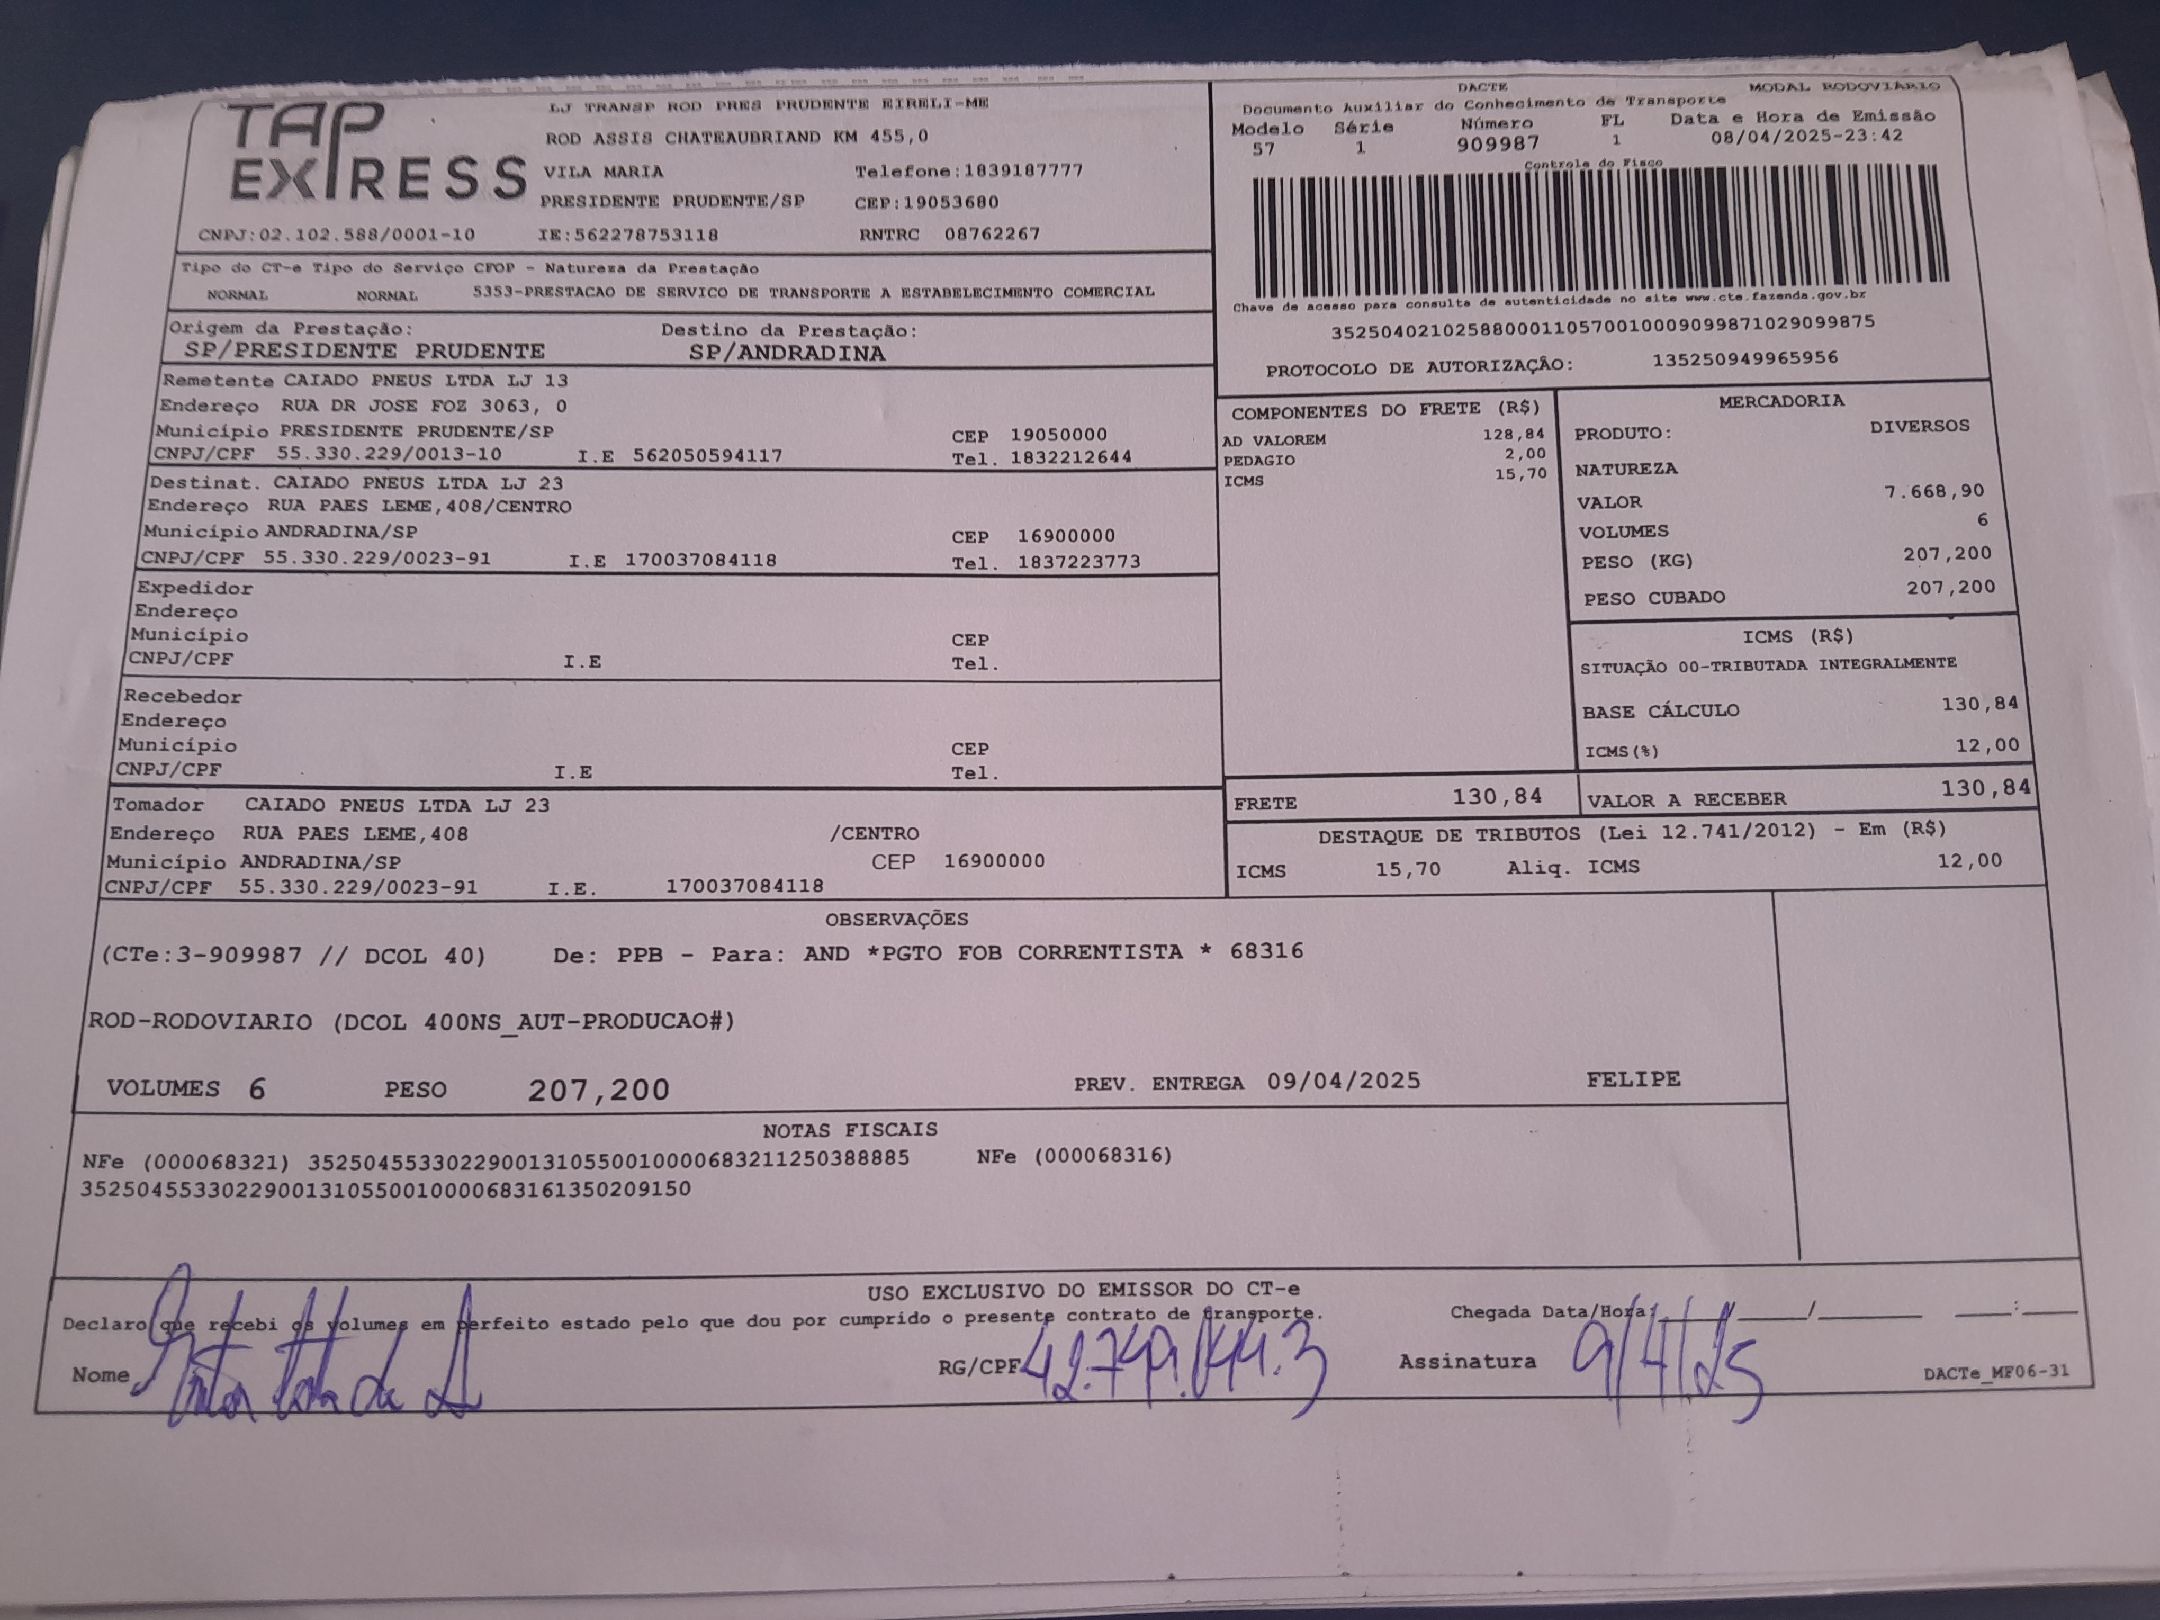 TAP
EXPRESS
LJ TRANSP ROD PRES PRUDENTE EIRELI-ME
ROD ASSIS CHATEAUBRIAND KM 455,0
VILA MARIA Telefone:1839187777
PRESIDENTE PRUDENTE/SP CEP:19053680
CNPJ:02.102.588/0001-10 IE:562278753118 RNTRC 08762267
DACTE MODAL RODOVIÁRIO
Documento Auxiliar do Conhecimento de Transporte
Modelo Série Número FL Data e Hora de Emissão
57 1 909987 1 08/04/2025-23:42
Controle do Fisco
Chave de acesso para consulta de autenticidade no site www.cte.fazenda.gov.br
35250402102588000110570010009099871029099875
PROTOCOLO DE AUTORIZAÇÃO: 135250949965956
Tipo do CT-e Tipo do Serviço CFOP - Natureza da Prestação
NORMAL NORMAL 5353-PRESTACAO DE SERVICO DE TRANSPORTE A ESTABELECIMENTO COMERCIAL
Origem da Prestação: Destino da Prestação:
SP/PRESIDENTE PRUDENTE SP/ANDRADINA
Remetente CAIADO PNEUS LTDA LJ 13
Endereço RUA DR JOSE FOZ 3063, 0
Município PRESIDENTE PRUDENTE/SP CEP 19050000
CNPJ/CPF 55.330.229/0013-10 I.E 562050594117 Tel. 1832212644
Destinat. CAIADO PNEUS LTDA LJ 23
Endereço RUA PAES LEME,408/CENTRO
Município ANDRADINA/SP CEP 16900000
CNPJ/CPF 55.330.229/0023-91 I.E 170037084118 Tel. 1837223773
Expedidor
Endereço
Município CEP
CNPJ/CPF I.E Tel.
Recebedor
Endereço
Município CEP
CNPJ/CPF I.E Tel.
Tomador CAIADO PNEUS LTDA LJ 23
Endereço RUA PAES LEME,408 /CENTRO
Município ANDRADINA/SP CEP 16900000
CNPJ/CPF 55.330.229/0023-91 I.E. 170037084118
COMPONENTES DO FRETE (R$)
AD VALOREM 128,84
PEDAGIO 2,00
ICMS 15,70
MERCADORIA
PRODUTO: DIVERSOS
NATUREZA
VALOR 7.668,90
VOLUMES 6
PESO (KG) 207,200
PESO CUBADO 207,200
ICMS (R$)
SITUAÇÃO 00-TRIBUTADA INTEGRALMENTE
BASE CÁLCULO 130,84
ICMS(%) 12,00
FRETE 130,84 VALOR A RECEBER 130,84
DESTAQUE DE TRIBUTOS (Lei 12.741/2012) - Em (R$)
ICMS 15,70 Aliq. ICMS 12,00
OBSERVAÇÕES
(CTe:3-909987 // DCOL 40) De: PPB - Para: AND *PGTO FOB CORRENTISTA * 68316
ROD-RODOVIARIO (DCOL 400NS_AUT-PRODUCAO#)
VOLUMES 6 PESO 207,200 PREV. ENTREGA 09/04/2025 FELIPE
NOTAS FISCAIS
NFe (000068321) 35250455330229001310550010000683211250388885 NFe (000068316)
35250455330229001310550010000683161350209150
USO EXCLUSIVO DO EMISSOR DO CT-e
Declaro que recebi os volumes em perfeito estado pelo que dou por cumprido o presente contrato de transporte. Chegada Data/Hora: / / :
Nome RG/CPF Assinatura 9/4/25 DACTe_MF06-31